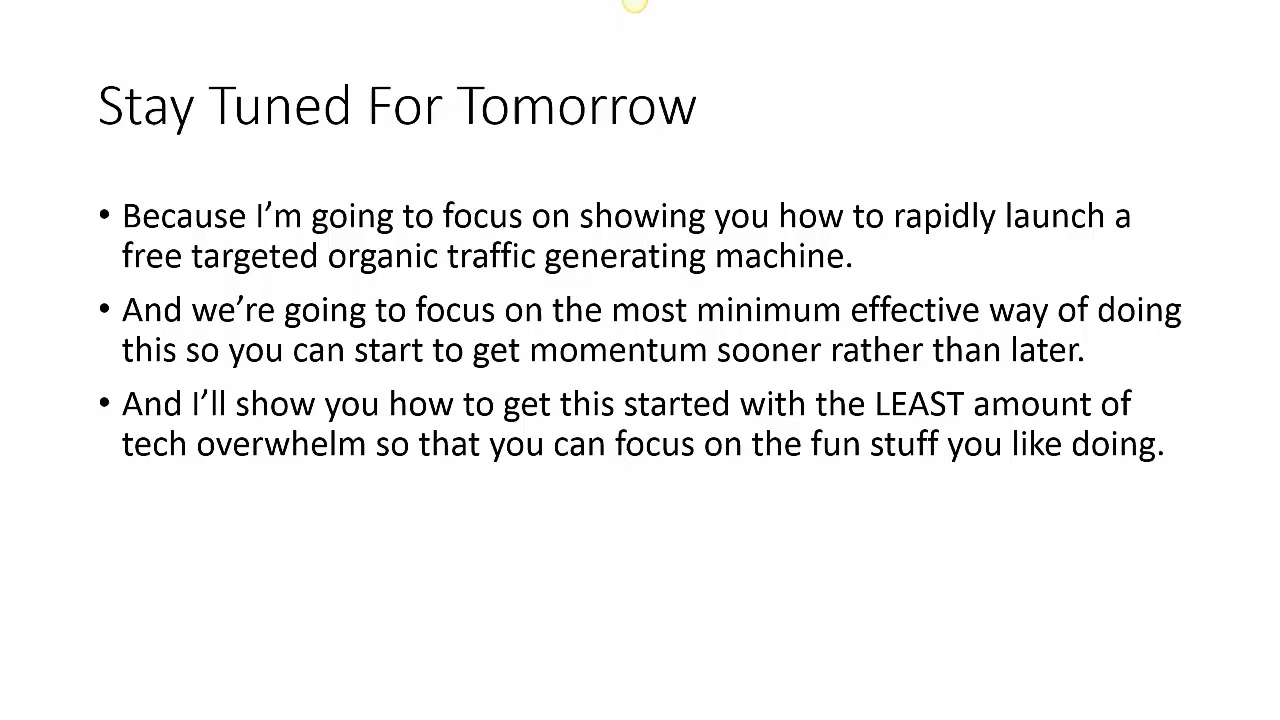 Stay Tuned For Tomorrow
• Because I’m going to focus on showing you how to rapidly launch a
free targeted organic traffic generating machine.
• And we’re going to focus on the most minimum effective way of doing
this so you can start to get momentum sooner rather than later.
• And I’ll show you how to get this started with the LEAST amount of
tech overwhelm so that you can focus on the fun stuff you like doing.